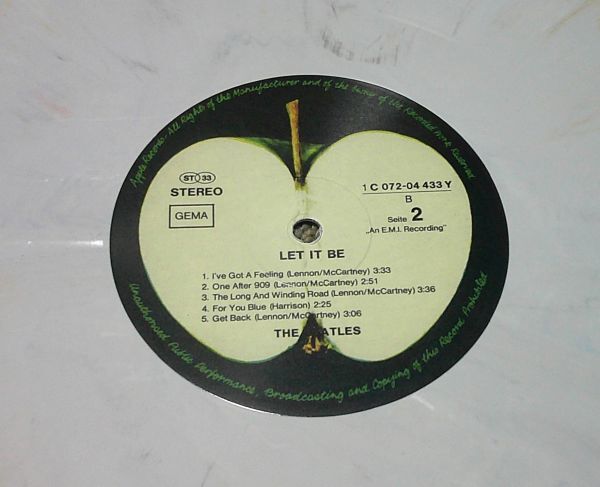 Apple Records·All Rights of the Manufacturer and of the Owner of the Recorded Work Reserved
ST 33
STEREO
GEMA
1 C 072-04 433 Y
B
Seite 2
„An E.M.I. Recording"
LET IT BE
1. I've Got A Feeling (Lennon/McCartney) 3:33
2. One After 909 (Lennon/McCartney) 2:51
3. The Long And Winding Road (Lennon/McCartney) 3:36
4. For You Blue (Harrison) 2:25
5. Get Back (Lennon/McCartney) 3:06
THE BEATLES
Unauthorised Public Performance, Broadcasting and Copying of this Record Prohibited